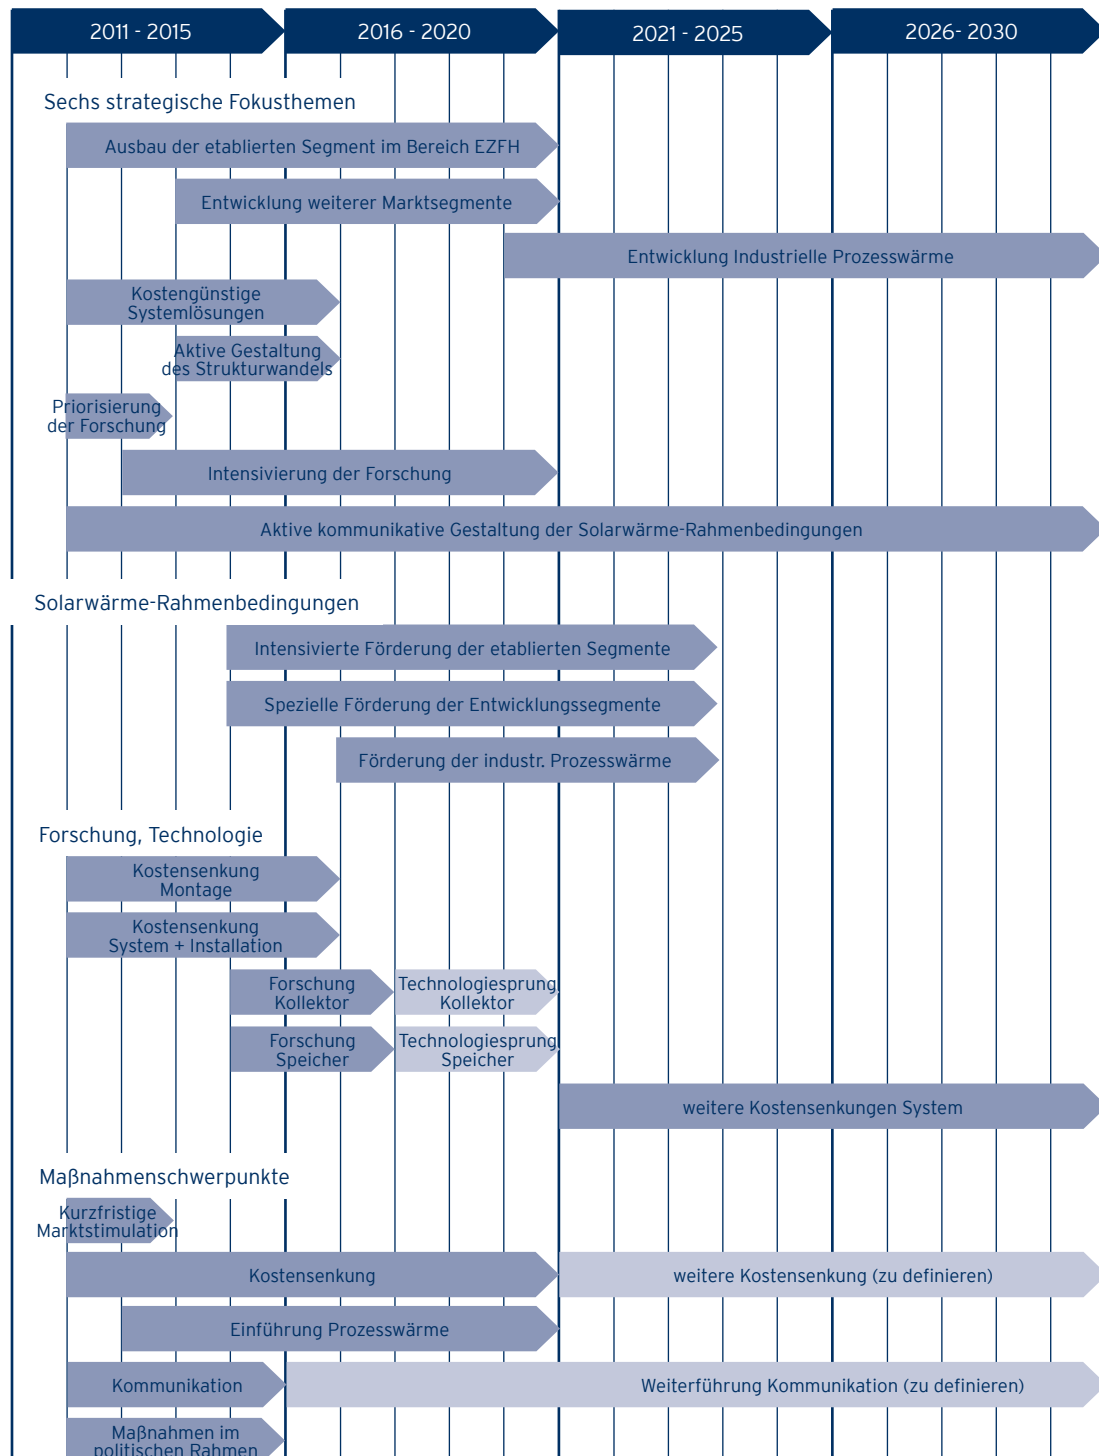 2011 - 2015
2016 - 2020
2021 - 2025
2026- 2030
Sechs strategische Fokusthemen
Ausbau der etablierten Segment im Bereich EZFH
Entwicklung weiterer Marktsegmente
Entwicklung Industrielle Prozesswärme
Kostengünstige
Systemlösungen
Aktive Gestaltung
des Strukturwandels
Priorisierung
der Forschung
Intensivierung der Forschung
Aktive kommunikative Gestaltung der Solarwärme-Rahmenbedingungen
Solarwärme-Rahmenbedingungen
Intensivierte Förderung der etablierten Segmente
Spezielle Förderung der Entwicklungssegmente
Förderung der industr. Prozesswärme
Forschung, Technologie
Kostensenkung
Montage
Kostensenkung
System + Installation
Forschung
Kollektor
Technologiesprung
Kollektor
Forschung
Speicher
Technologiesprung
Speicher
weitere Kostensenkungen System
Maßnahmenschwerpunkte
Kurzfristige
Marktstimulation
Kostensenkung
weitere Kostensenkung (zu definieren)
Einführung Prozesswärme
Kommunikation
Weiterführung Kommunikation (zu definieren)
Maßnahmen im
politischen Rahmen